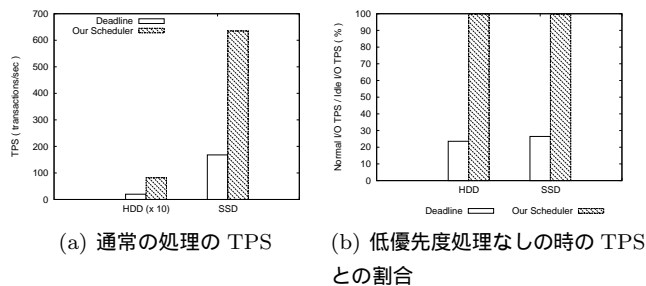 Deadline
Our Scheduler
700
600
500
400
300
200
100
0
TPS ( transactions/sec)
HDD (x 10) SSD
(a) 通常の処理の TPS
100
90
80
70
60
50
40
30
20
10
0
Normal I/O TPS / Idle I/O TPS ( % )
HDD SSD
Deadline Our Scheduler
(b) 低優先度処理なしの時の TPS
との割合